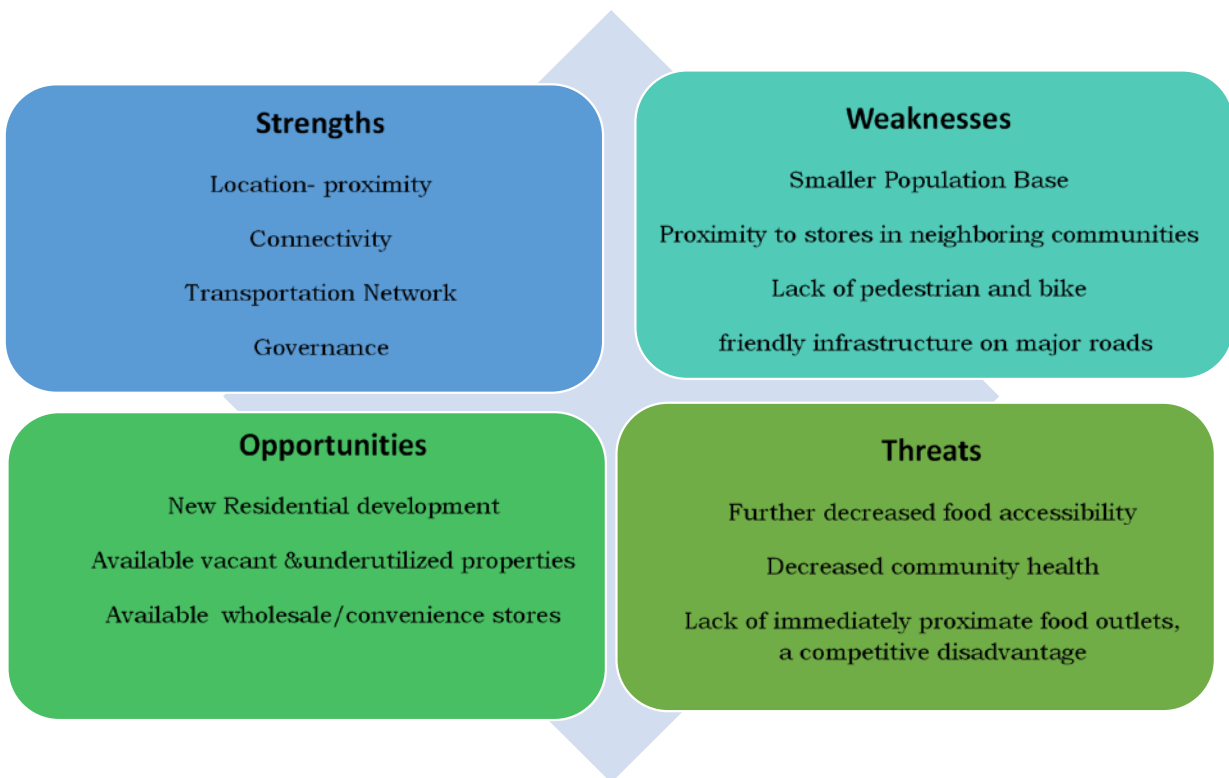 Strengths
Location- proximity
Connectivity
Transportation Network
Governance
Weaknesses
Smaller Population Base
Proximity to stores in neighboring communities
Lack of pedestrian and bike
friendly infrastructure on major roads
Opportunities
New Residential development
Available vacant &underutilized properties
Available wholesale/convenience stores
Threats
Further decreased food accessibility
Decreased community health
Lack of immediately proximate food outlets,
a competitive disadvantage